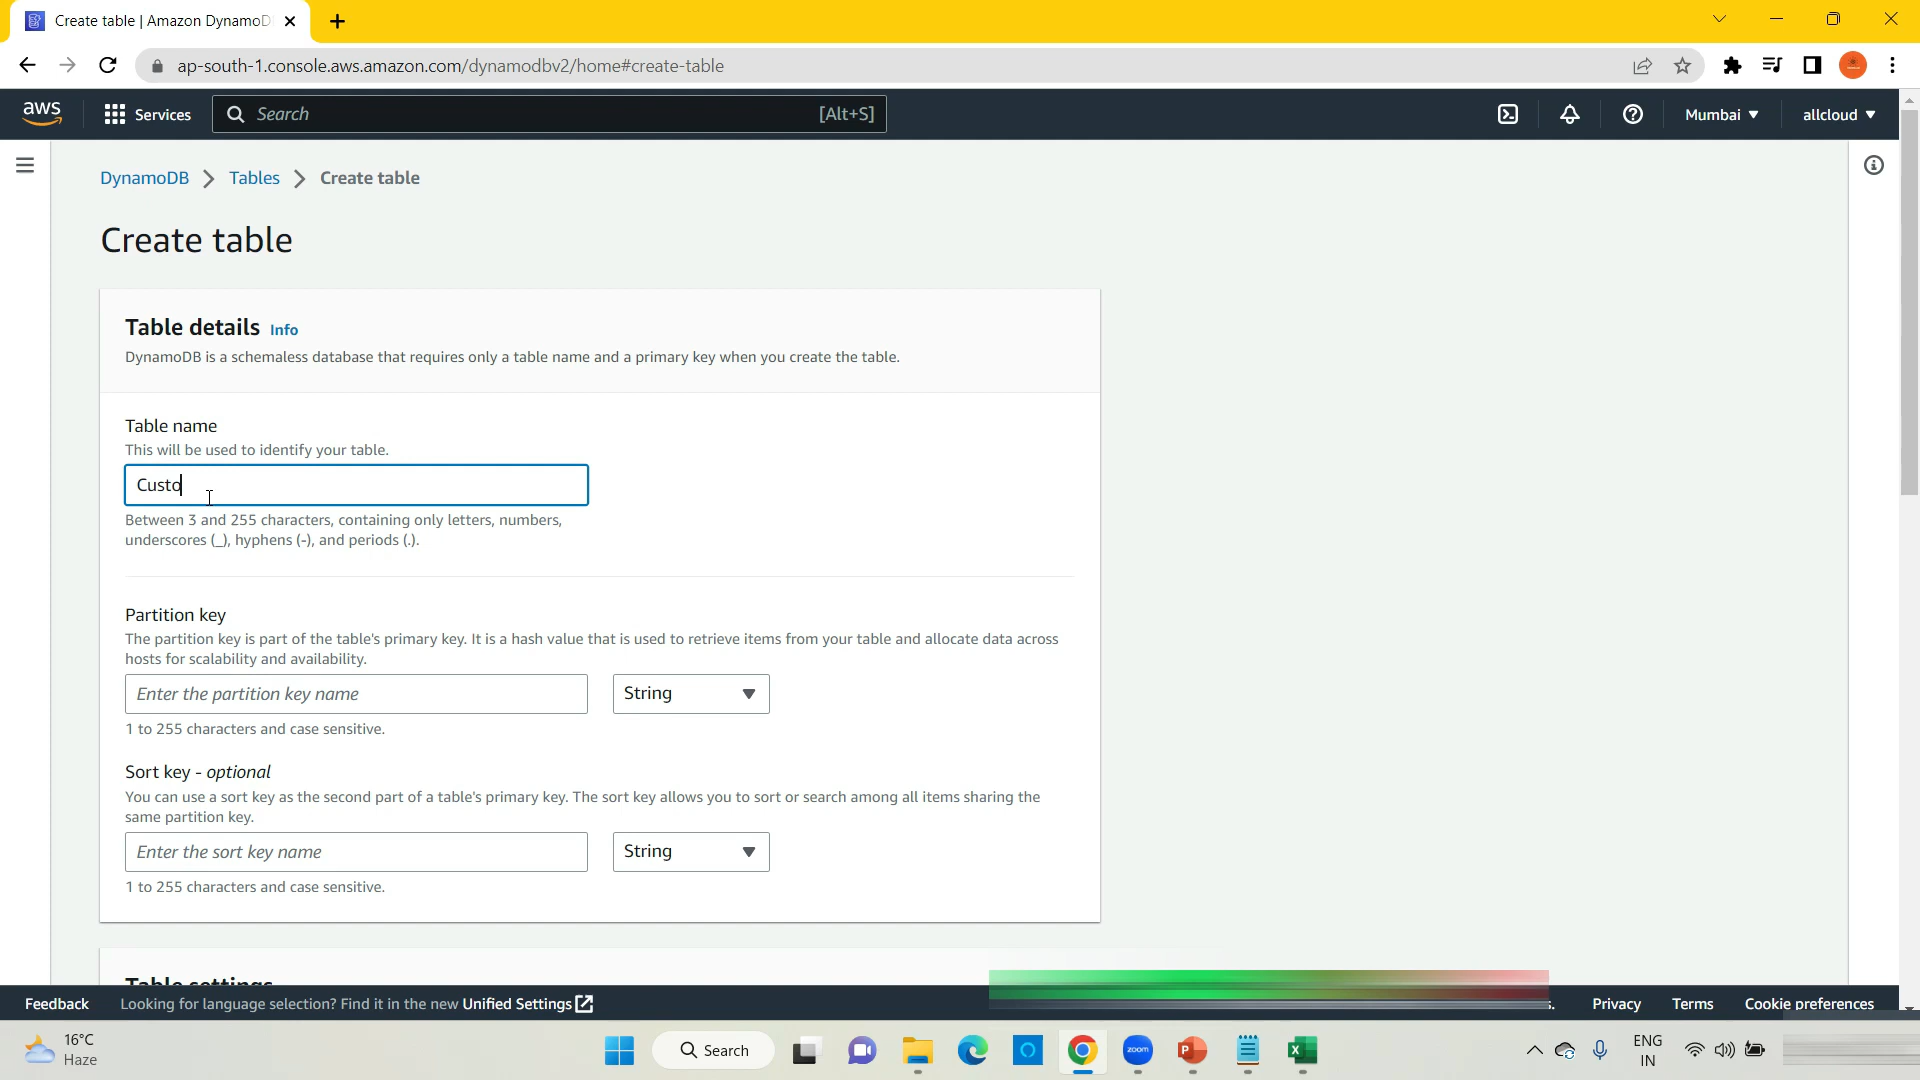 Create table | Amazon DynamoD
ap-south-1.console.aws.amazon.com/dynamodbv2/home#create-table
aws
Services
Search
[Alt+S]
Mumbai
allcloud
DynamoDB
Tables
Create table
Create table
Table details Info
DynamoDB is a schemaless database that requires only a table name and a primary key when you create the table.
Table name
This will be used to identify your table.
Custo
Between 3 and 255 characters, containing only letters, numbers,
underscores (_), hyphens (-), and periods (.).
Partition key
The partition key is part of the table's primary key. It is a hash value that is used to retrieve items from your table and allocate data across
hosts for scalability and availability.
Enter the partition key name
String
1 to 255 characters and case sensitive.
Sort key - optional
You can use a sort key as the second part of a table's primary key. The sort key allows you to sort or search among all items sharing the
same partition key.
Enter the sort key name
String
1 to 255 characters and case sensitive.
Table settings
Feedback
Looking for language selection? Find it in the new Unified Settings
s.
Privacy
Terms
Cookie preferences
16°C
Haze
Search
zoom
ENG
IN